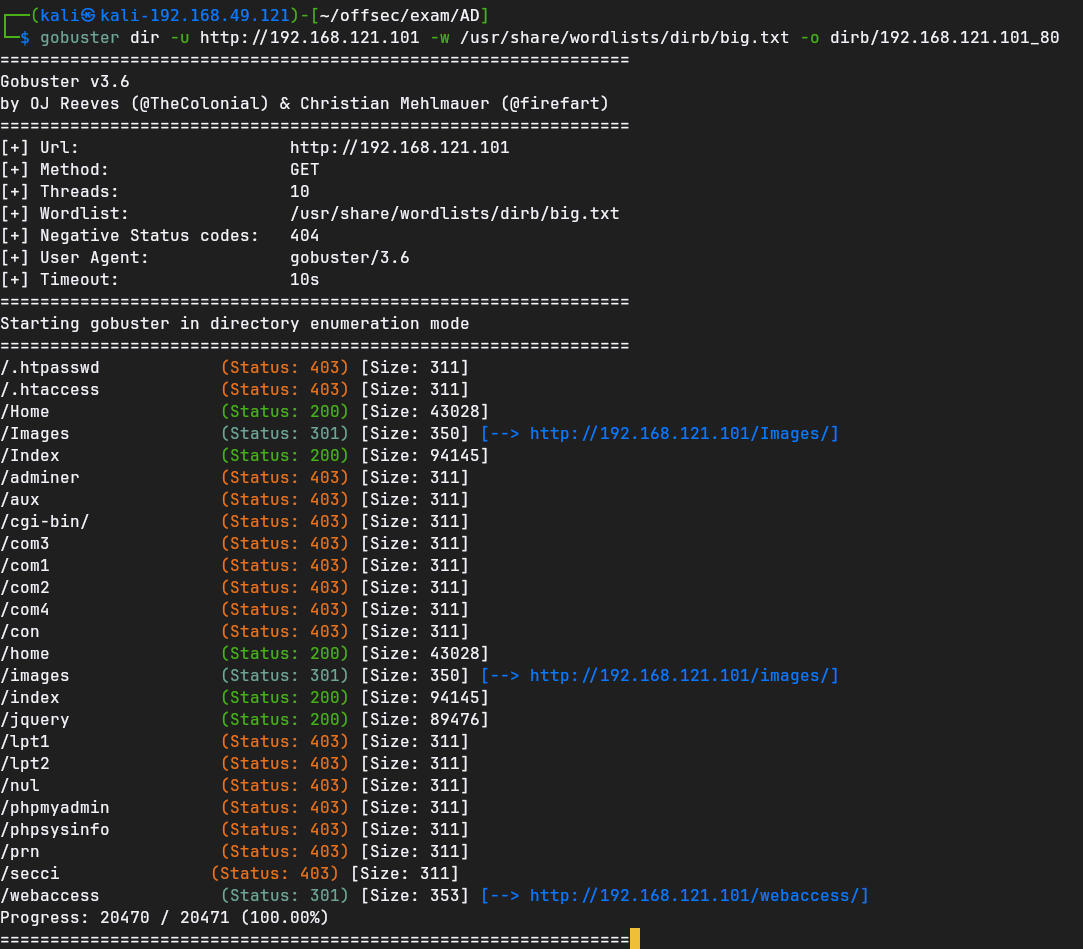 ┌──(kali㉿kali-192.168.49.121)-[~/offsec/exam/AD]
└─$ gobuster dir -u http://192.168.121.101 -w /usr/share/wordlists/dirb/big.txt -o dirb/192.168.121.101_80
===============================================================
Gobuster v3.6
by OJ Reeves (@TheColonial) & Christian Mehlmauer (@firefart)
===============================================================
[+] Url:                     http://192.168.121.101
[+] Method:                  GET
[+] Threads:                 10
[+] Wordlist:                /usr/share/wordlists/dirb/big.txt
[+] Negative Status codes:   404
[+] User Agent:              gobuster/3.6
[+] Timeout:                 10s
===============================================================
Starting gobuster in directory enumeration mode
===============================================================
/.htpasswd            (Status: 403) [Size: 311]
/.htaccess            (Status: 403) [Size: 311]
/Home                 (Status: 200) [Size: 43028]
/Images               (Status: 301) [Size: 350] [--> http://192.168.121.101/Images/]
/Index                (Status: 200) [Size: 94145]
/adminer              (Status: 403) [Size: 311]
/aux                  (Status: 403) [Size: 311]
/cgi-bin/             (Status: 403) [Size: 311]
/com3                 (Status: 403) [Size: 311]
/com1                 (Status: 403) [Size: 311]
/com2                 (Status: 403) [Size: 311]
/com4                 (Status: 403) [Size: 311]
/con                  (Status: 403) [Size: 311]
/home                 (Status: 200) [Size: 43028]
/images               (Status: 301) [Size: 350] [--> http://192.168.121.101/images/]
/index                (Status: 200) [Size: 94145]
/jquery               (Status: 200) [Size: 89476]
/lpt1                 (Status: 403) [Size: 311]
/lpt2                 (Status: 403) [Size: 311]
/nul                  (Status: 403) [Size: 311]
/phpmyadmin           (Status: 403) [Size: 311]
/phpsysinfo           (Status: 403) [Size: 311]
/prn                  (Status: 403) [Size: 311]
/secci               (Status: 403) [Size: 311]
/webaccess            (Status: 301) [Size: 353] [--> http://192.168.121.101/webaccess/]
Progress: 20470 / 20471 (100.00%)
===============================================================